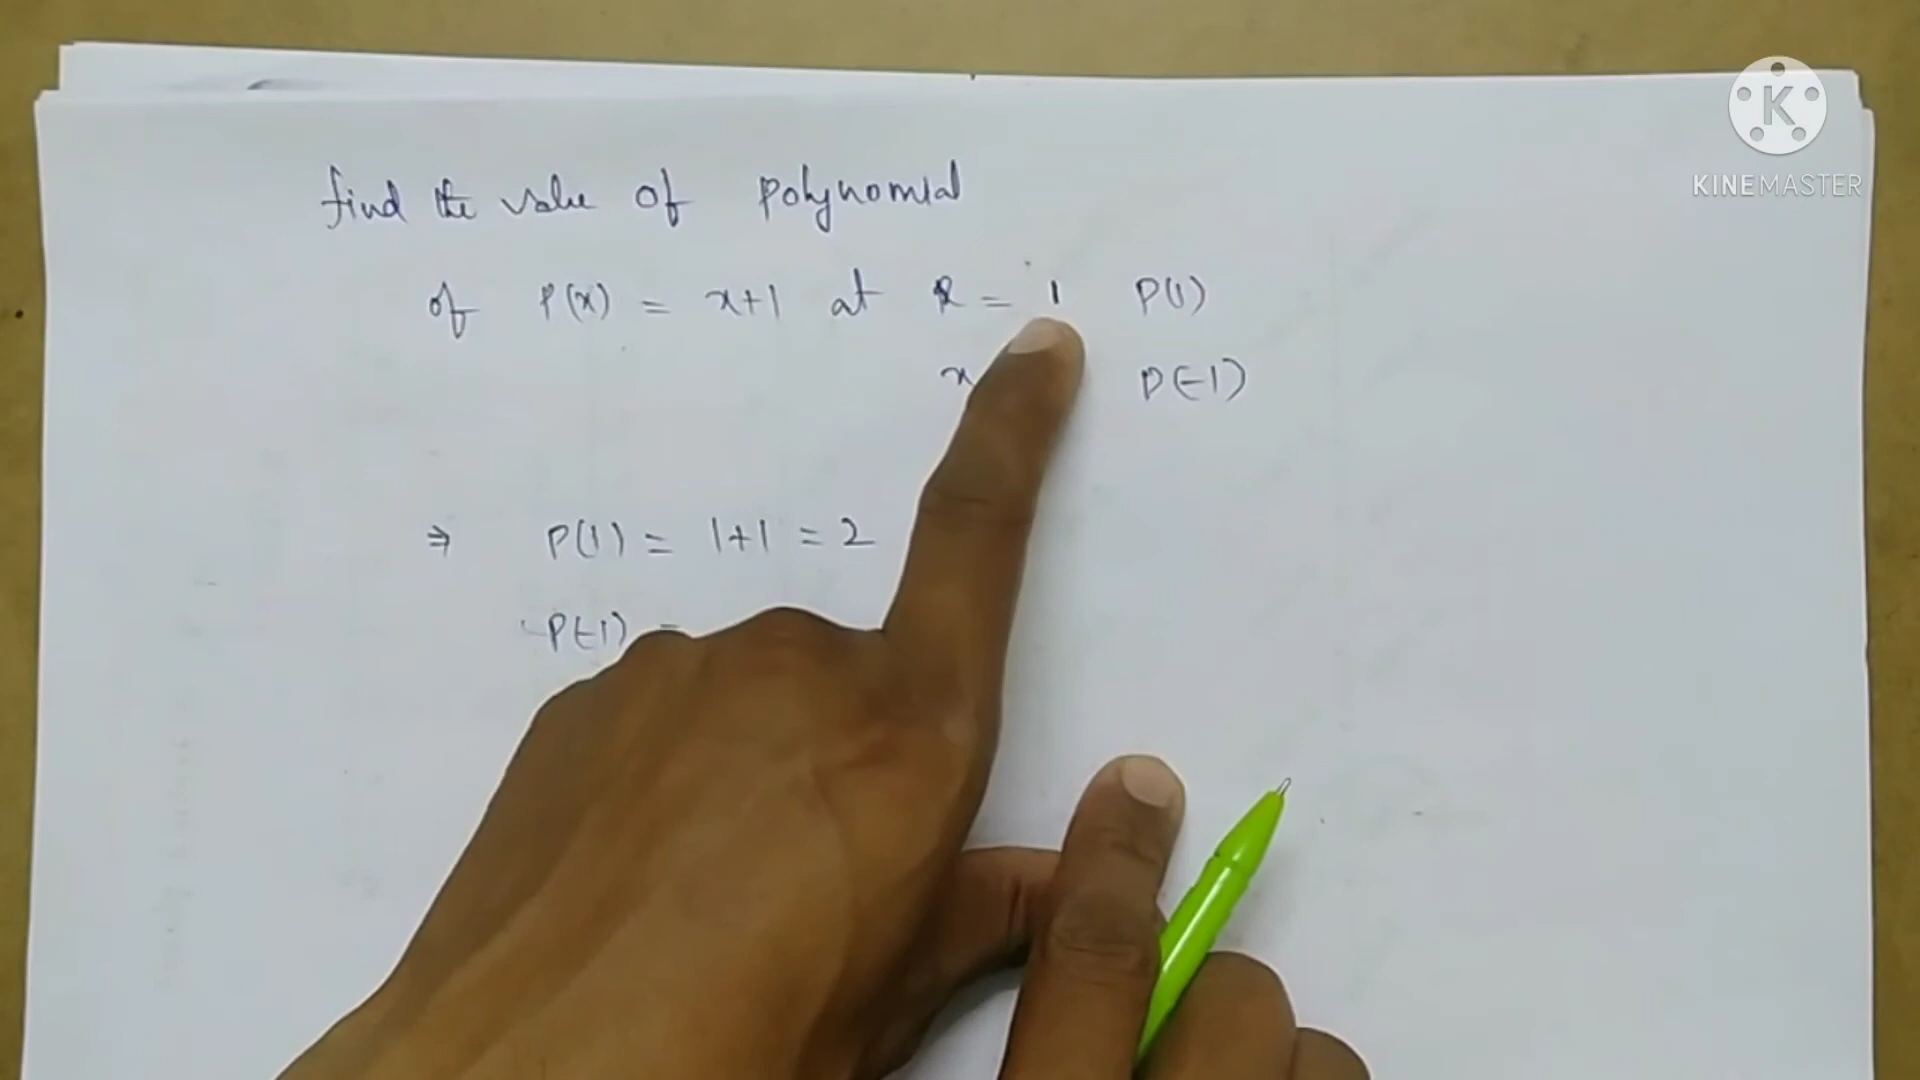 find the value of polynomial
of P(x) = x+1 at x = 1 P(1)
x P(-1)
⇒ P(1) = 1+1 = 2
P(-1) =
K
KINEMASTER